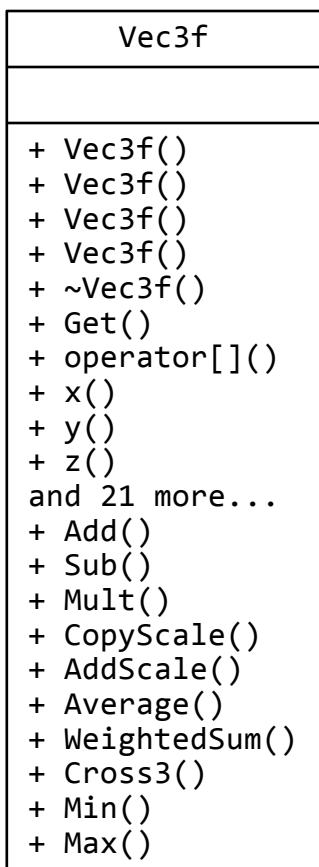 Vec3f
+ Vec3f()
+ Vec3f()
+ Vec3f()
+ Vec3f()
+ ~Vec3f()
+ Get()
+ operator[]()
+ x()
+ y()
+ z()
and 21 more...
+ Add()
+ Sub()
+ Mult()
+ CopyScale()
+ AddScale()
+ Average()
+ WeightedSum()
+ Cross3()
+ Min()
+ Max()